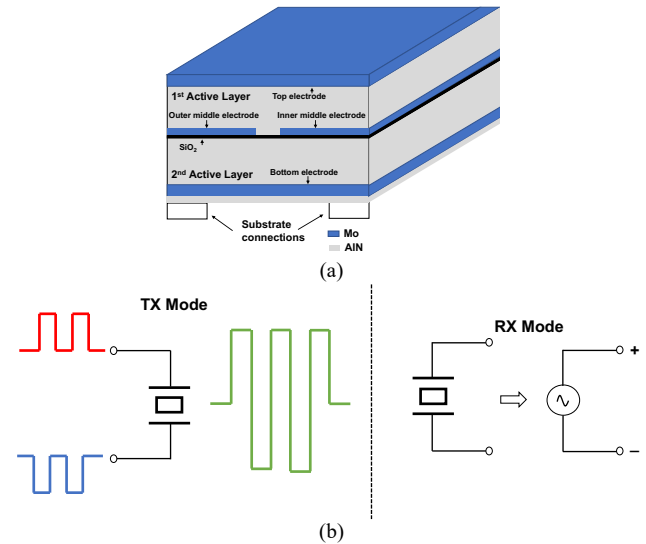 1st Active Layer
Top electrode
Outer middle electrode
Inner middle electrode
SiO₂
2nd Active Layer
Bottom electrode
Substrate
connections
Mo
AlN
(a)
TX Mode
RX Mode
+
–
(b)